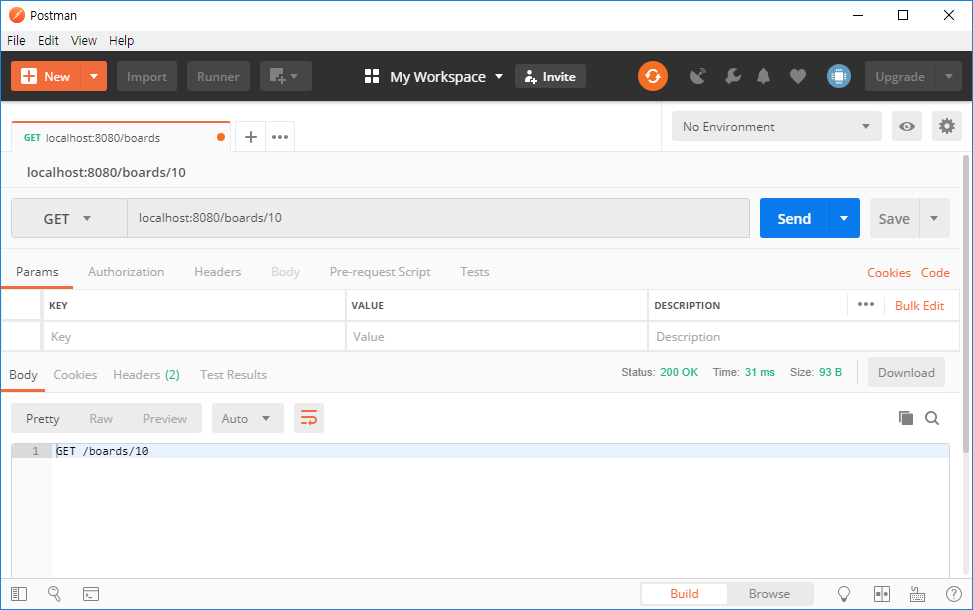 Postman
File Edit View Help
New Import Runner My Workspace Invite Upgrade
GET localhost:8080/boards
No Environment
localhost:8080/boards/10
GET localhost:8080/boards/10 Send Save
Params Authorization Headers Body Pre-request Script Tests Cookies Code
KEY VALUE DESCRIPTION Bulk Edit
Key Value Description
Body Cookies Headers (2) Test Results Status: 200 OK Time: 31 ms Size: 93 B Download
Pretty Raw Preview Auto
1 GET /boards/10
Build Browse